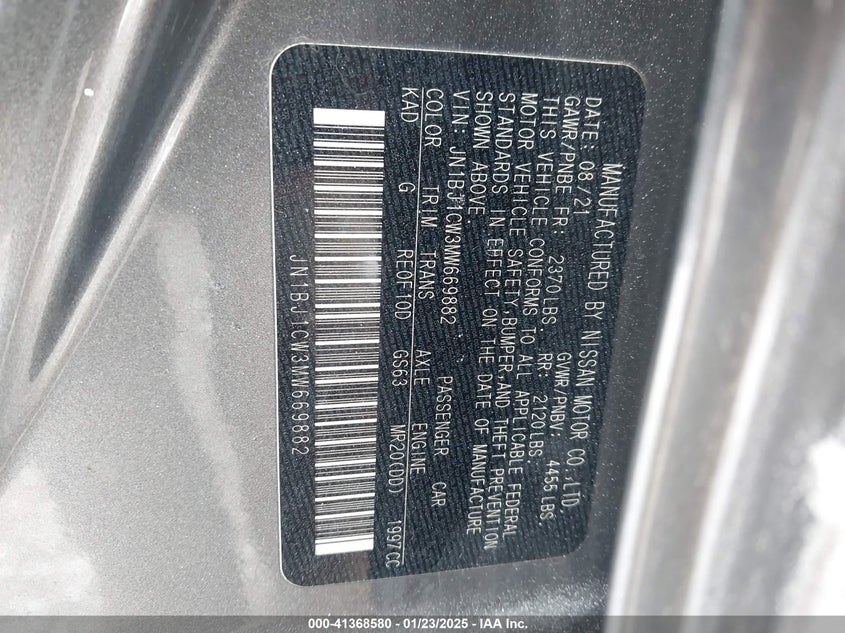 MANUFACTURED BY NISSAN MOTOR CO.,LTD.
DATE: 08/21 GVWR/PNBV: 4455 LBS,
GAWR/PNBE FR: 2370LBS RR: 2120LBS.
THIS VEHICLE CONFORMS TO ALL APPLICABLE FEDERAL
MOTOR VEHICLE SAFETY,BUMPER,AND THEFT PREVENTION
STANDARDS IN EFFECT ON THE DATE OF MANUFACTURE
SHOWN ABOVE
VIN: JN1BJ1CW3MW669882 PASSENGER CAR
COLOR TRIM TRANS AXLE ENGINE
KAD G RE0F10D GS63 MR20(DD) 1997CC
JN1BJ1CW3MW669882
000-41368580 - 01/23/2025 - IAA Inc.